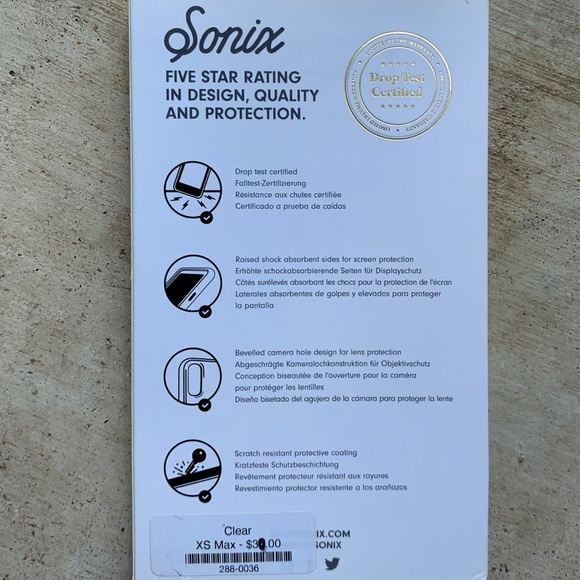 Sonix
FIVE STAR RATING
IN DESIGN, QUALITY
AND PROTECTION.
Drop Test
Certified
Drop test certified
Falltest-Zertifizierung
Résistance aux chutes certifiée
Certificado a prueba de caídas
Raised shock absorbent sides for screen protection
Erhöhte schockabsorbierende Seiten für Displayschutz
Côtés surélevés absorbant les chocs pour la protection de l'écran
Laterales absorbentes de golpes y elevados para proteger
la pantalla
Bevelled camera hole design for lens protection
Abgeschrägte Kameralochkonstruktion für Objektivschutz
Conception biseautée de l'ouverture pour la caméra
pour protéger les lentilles
Diseño biselado del agujero de la cámara para proteger la lente
Scratch resistant protective coating
Kratzfeste Schutzbeschichtung
Revêtement protecteur résistant aux rayures
Revestimiento protector resistente a los arañazos
Clear
XS Max - $30.00
288-0036